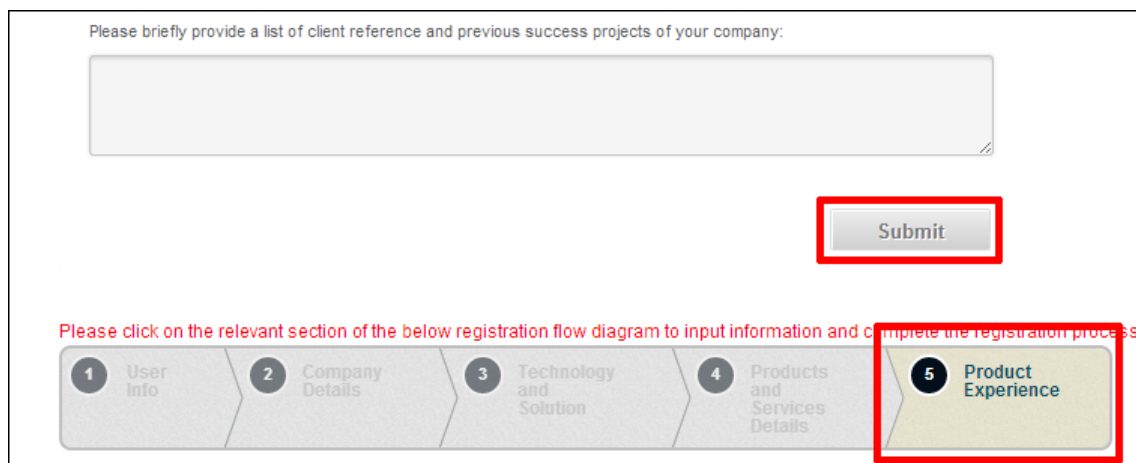 Please briefly provide a list of client reference and previous success projects of your company:
Submit
Please click on the relevant section of the below registration flow diagram to input information and complete the registration process
1 User
Info
2 Company
Details
3 Technology
and
Solution
4 Products
and
Services
Details
5 Product
Experience